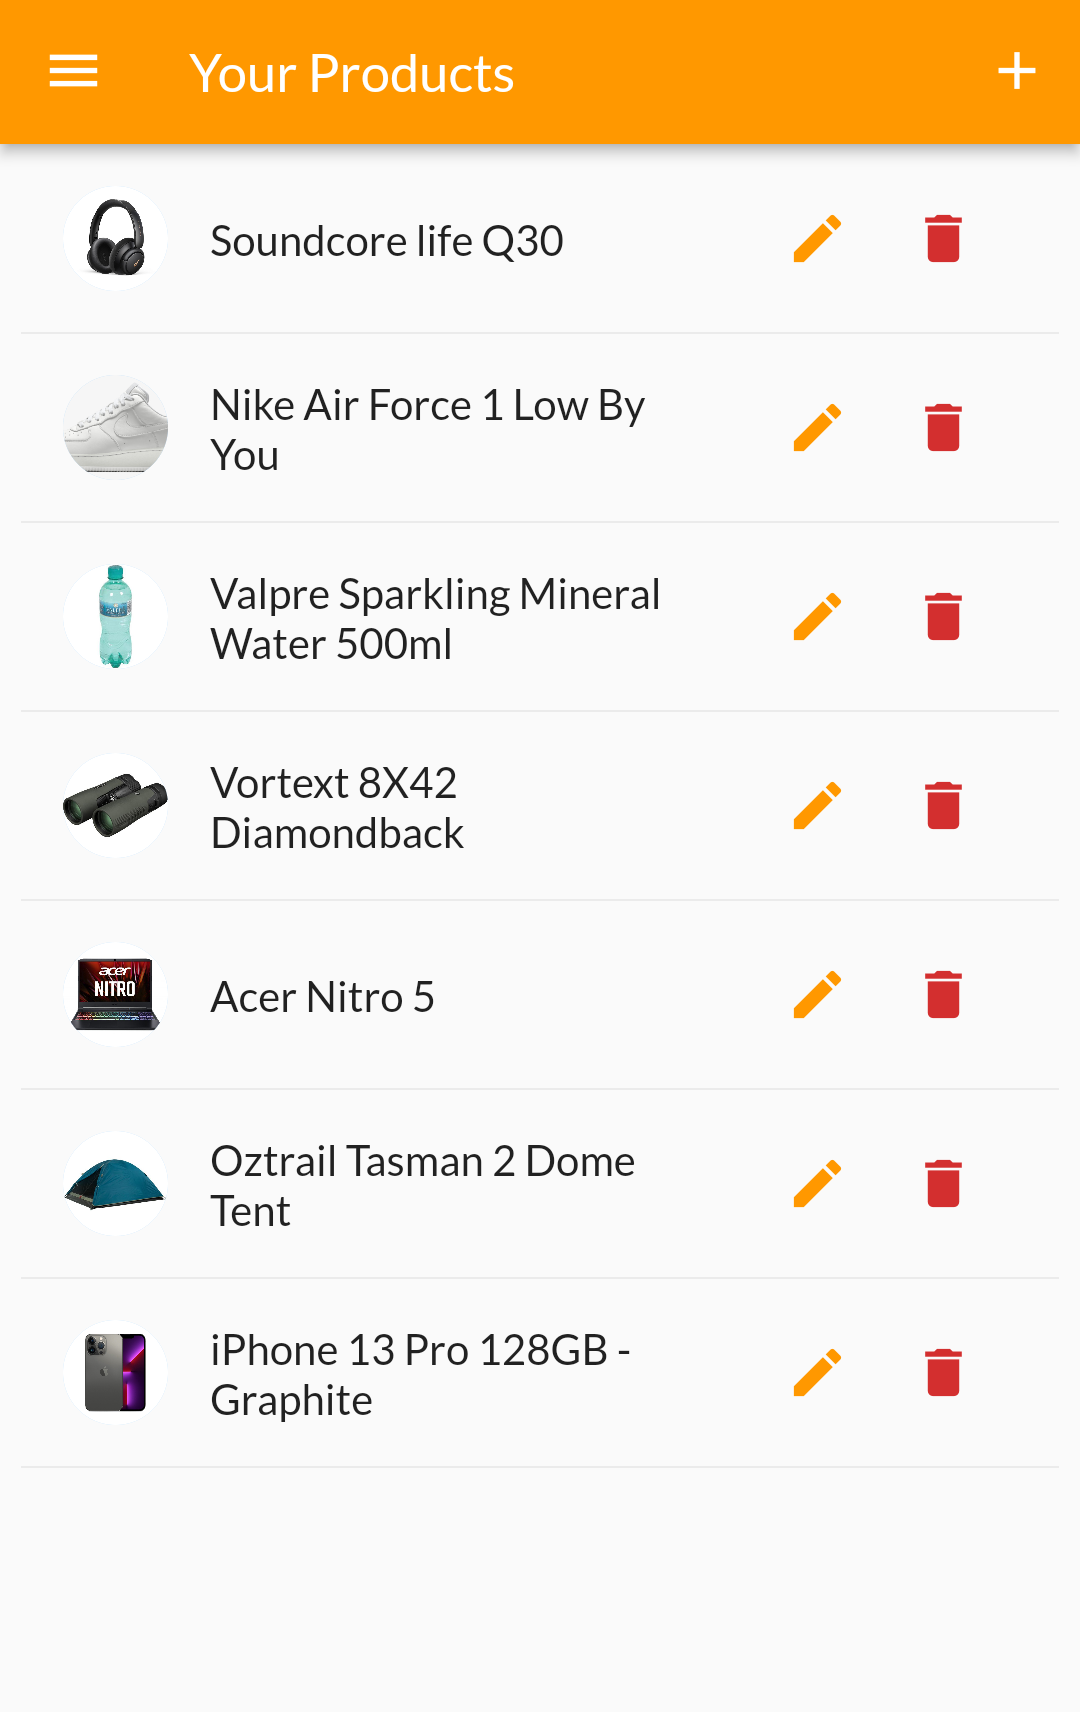 Your Products
Soundcore life Q30
Nike Air Force 1 Low By
You
Valpre Sparkling Mineral
Water 500ml
Vortext 8X42
Diamondback
acer
NITRO
Acer Nitro 5
Oztrail Tasman 2 Dome
Tent
iPhone 13 Pro 128GB -
Graphite